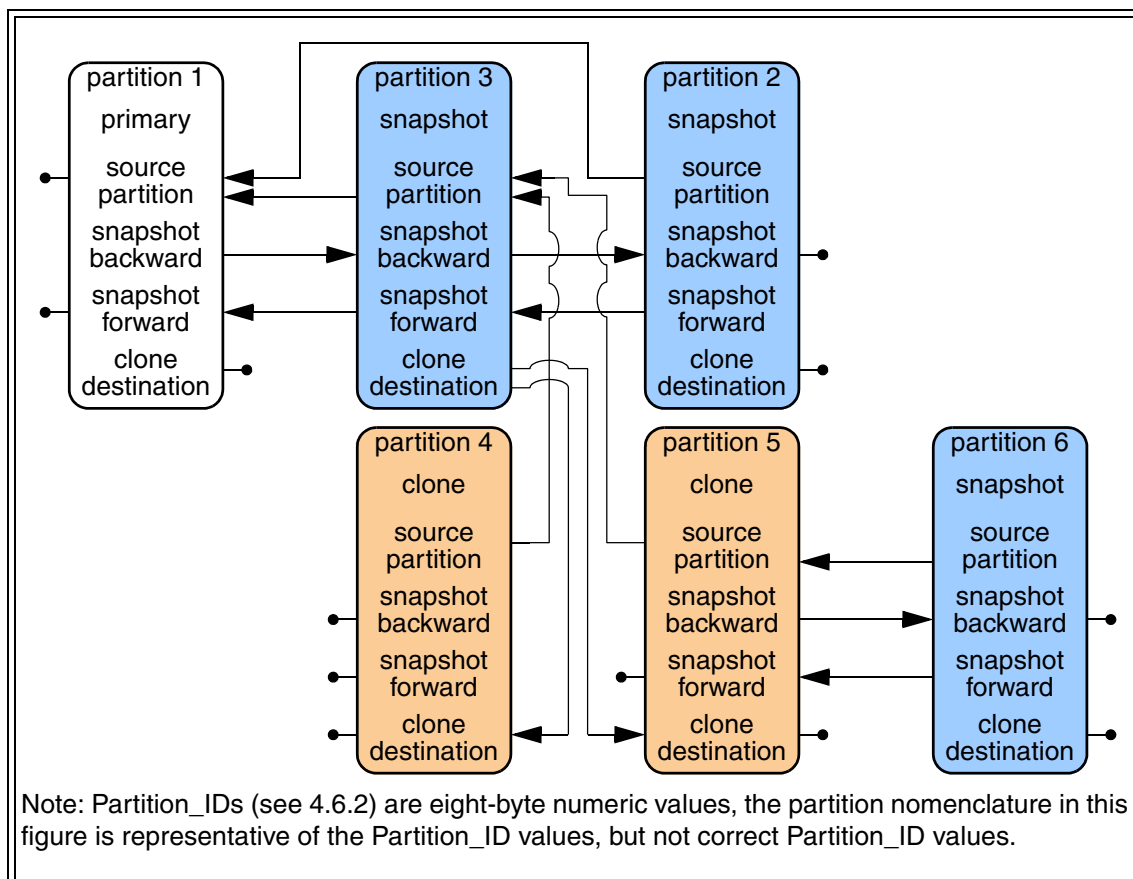 partition 1
primary
source
partition
snapshot
backward
snapshot
forward
clone
destination
partition 3
snapshot
source
partition
snapshot
backward
snapshot
forward
clone
destination
partition 2
snapshot
source
partition
snapshot
backward
snapshot
forward
clone
destination
partition 4
clone
source
partition
snapshot
backward
snapshot
forward
clone
destination
partition 5
clone
source
partition
snapshot
backward
snapshot
forward
clone
destination
partition 6
snapshot
source
partition
snapshot
backward
snapshot
forward
clone
destination
Note: Partition_IDs (see 4.6.2) are eight-byte numeric values, the partition nomenclature in this
figure is representative of the Partition_ID values, but not correct Partition_ID values.